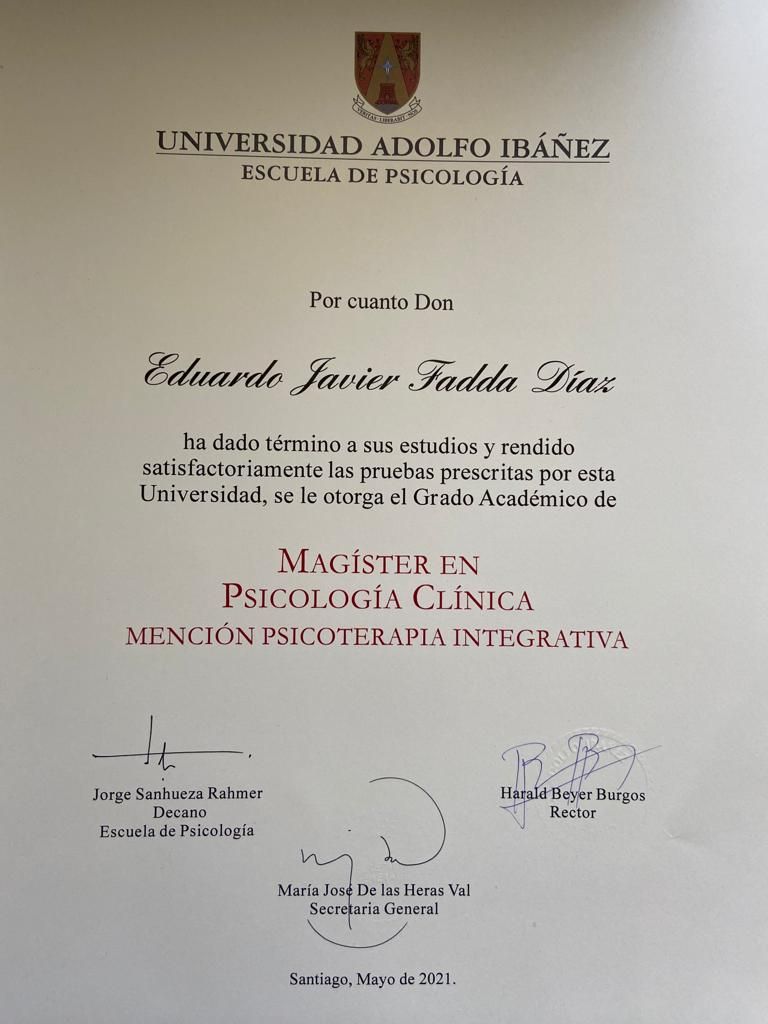 VERITAS LIBERABIT NOS
UNIVERSIDAD ADOLFO IBÁÑEZ
ESCUELA DE PSICOLOGÍA
Por cuanto Don
Eduardo Javier Fadda Díaz
ha dado término a sus estudios y rendido
satisfactoriamente las pruebas prescritas por esta
Universidad, se le otorga el Grado Académico de
MAGÍSTER EN
PSICOLOGÍA CLÍNICA
MENCIÓN PSICOTERAPIA INTEGRATIVA
Jorge Sanhueza Rahmer
Decano
Escuela de Psicología
Harald Beyer Burgos
Rector
María José De las Heras Val
Secretaria General
Santiago, Mayo de 2021.